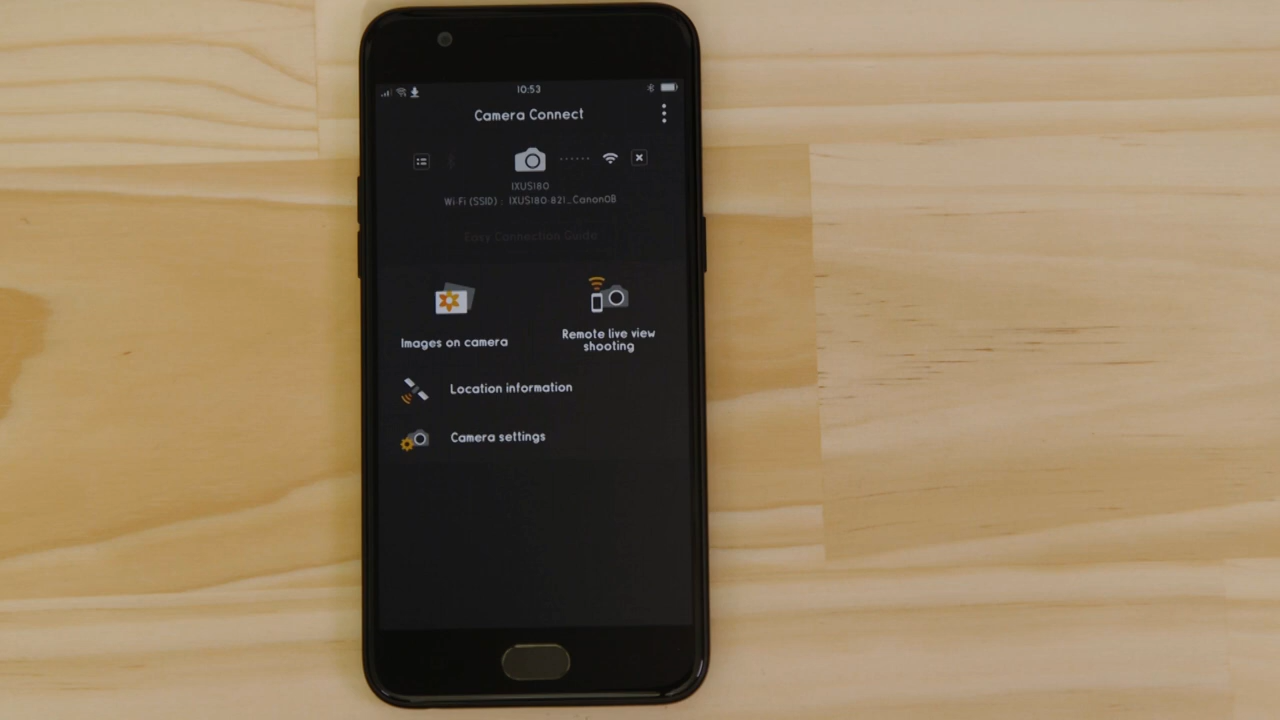 10:53
Camera Connect
IXUS180
Wi-Fi (SSID) : IXUS180-821_Canon0B
Easy Connection Guide
Images on camera
Remote live view
shooting
Location information
Camera settings